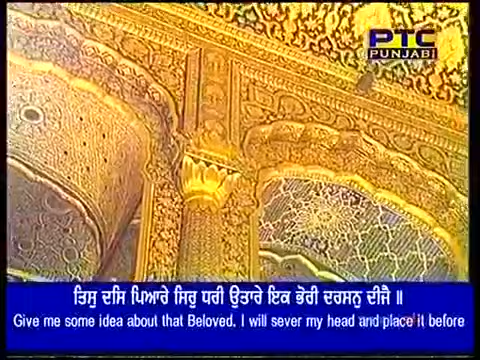 PTC
PUNJABI
ਤਿਸੁ ਦਸਿ ਪਿਆਰੇ ਸਿਰੁ ਧਰੀ ਉਤਾਰੇ ਇਕ ਭੋਰੀ ਦਰਸਨੁ ਦੀਜੈ ॥
Give me some idea about that Beloved. I will sever my head and place it before